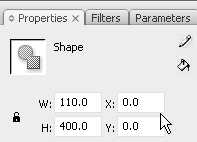 Properties × Filters Parameters
Shape
W: 110.0 X: 0.0
H: 400.0 Y: 0.0